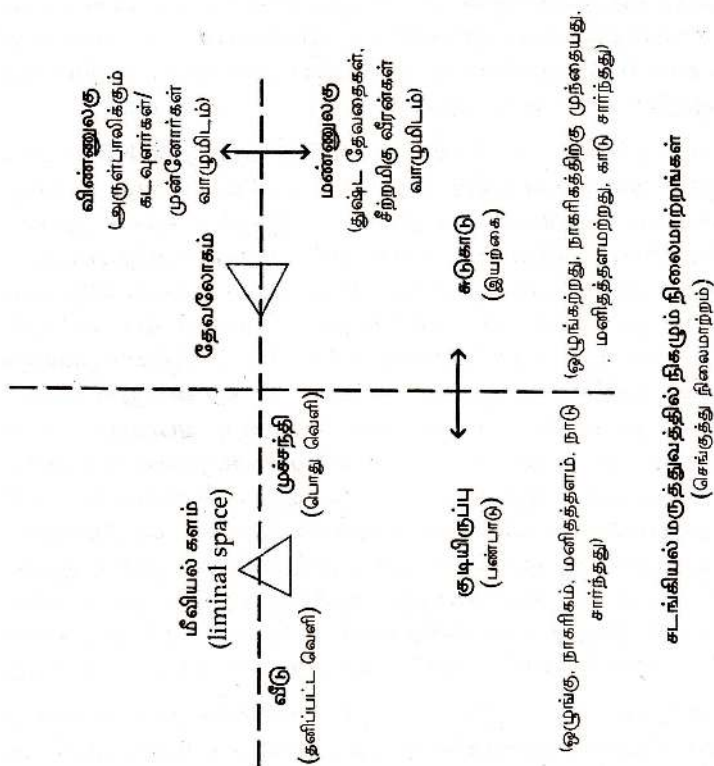 மீவியல் களம்
(liminal space)
வீடு
(தனிப்பட்ட வெளி)
முச்சந்தி
(பொது வெளி)
தேவலோகம்
விண்ணுலகு
(அருள்பாலிக்கும்
கடவுளர்கள்/
முன்னோர்கள்
வாழுமிடம்)
மண்ணுலகு
(துஷ்ட தேவதைகள்,
சீற்றமிகு வீரன்கள்
வாழுமிடம்)
குடியிருப்பு
(பண்பாடு)
சுடுகாடு
(இயற்கை)
(ஒழுங்கு, நாகரிகம், மனிதத்தளம், நாடு
சார்ந்தது)
(ஒழுங்கற்றது, நாகரிகத்திற்கு முந்தையது,
மனிதத்தளமற்றது, காடு சார்ந்தது)
சடங்கியல் மருத்துவத்தில் நிகழும் நிலைமாற்றங்கள்
(செங்குத்து நிலைமாற்றம்)